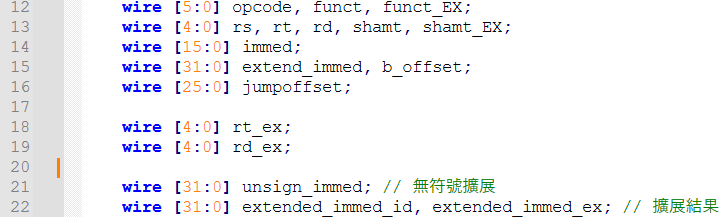 12 wire [5:0] opcode, funct, funct_EX;
13 wire [4:0] rs, rt, rd, shamt, shamt_EX;
14 wire [15:0] immed;
15 wire [31:0] extend_immed, b_offset;
16 wire [25:0] jumpoffset;
17
18 wire [4:0] rt_ex;
19 wire [4:0] rd_ex;
20
21 wire [31:0] unsign_immed; // 無符號擴展
22 wire [31:0] extended_immed_id, extended_immed_ex; // 擴展結果